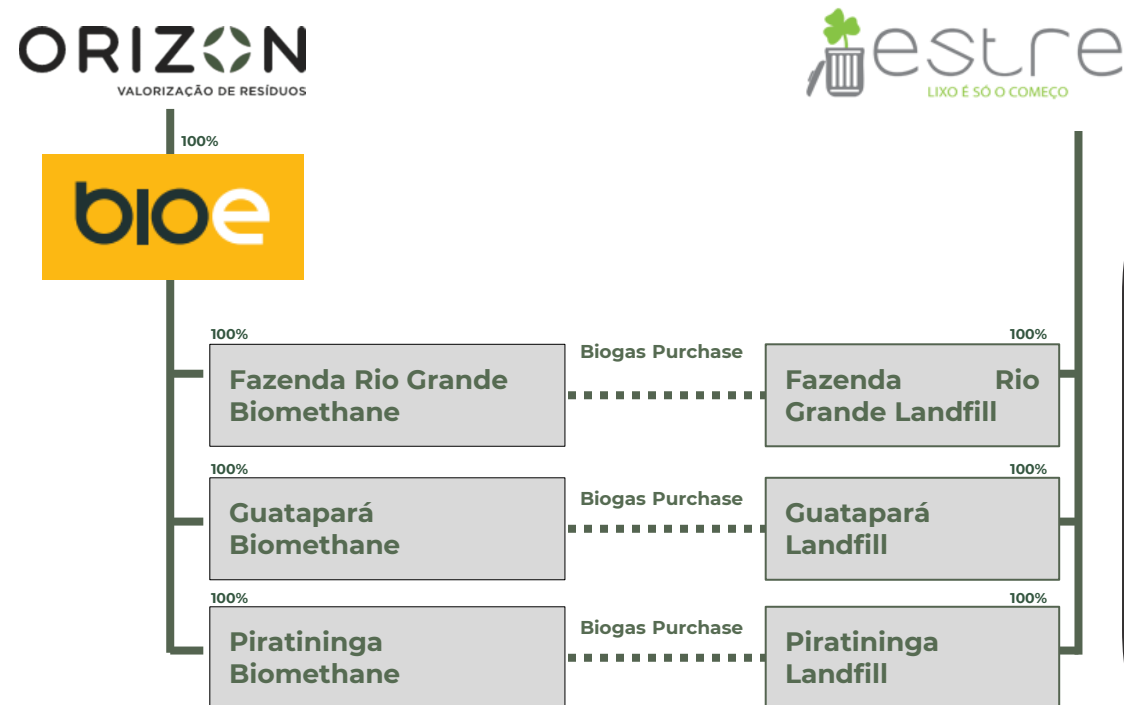 ORIZON
VALORIZAÇÃO DE RESÍDUOS
estre
LIXO É SÓ O COMEÇO
100%
bioe
100%
Fazenda Rio Grande
Biomethane
Biogas Purchase
100%
Fazenda Rio
Grande Landfill
100%
Guatapará
Biomethane
Biogas Purchase
100%
Guatapará
Landfill
100%
Piratininga
Biomethane
Biogas Purchase
100%
Piratininga
Landfill